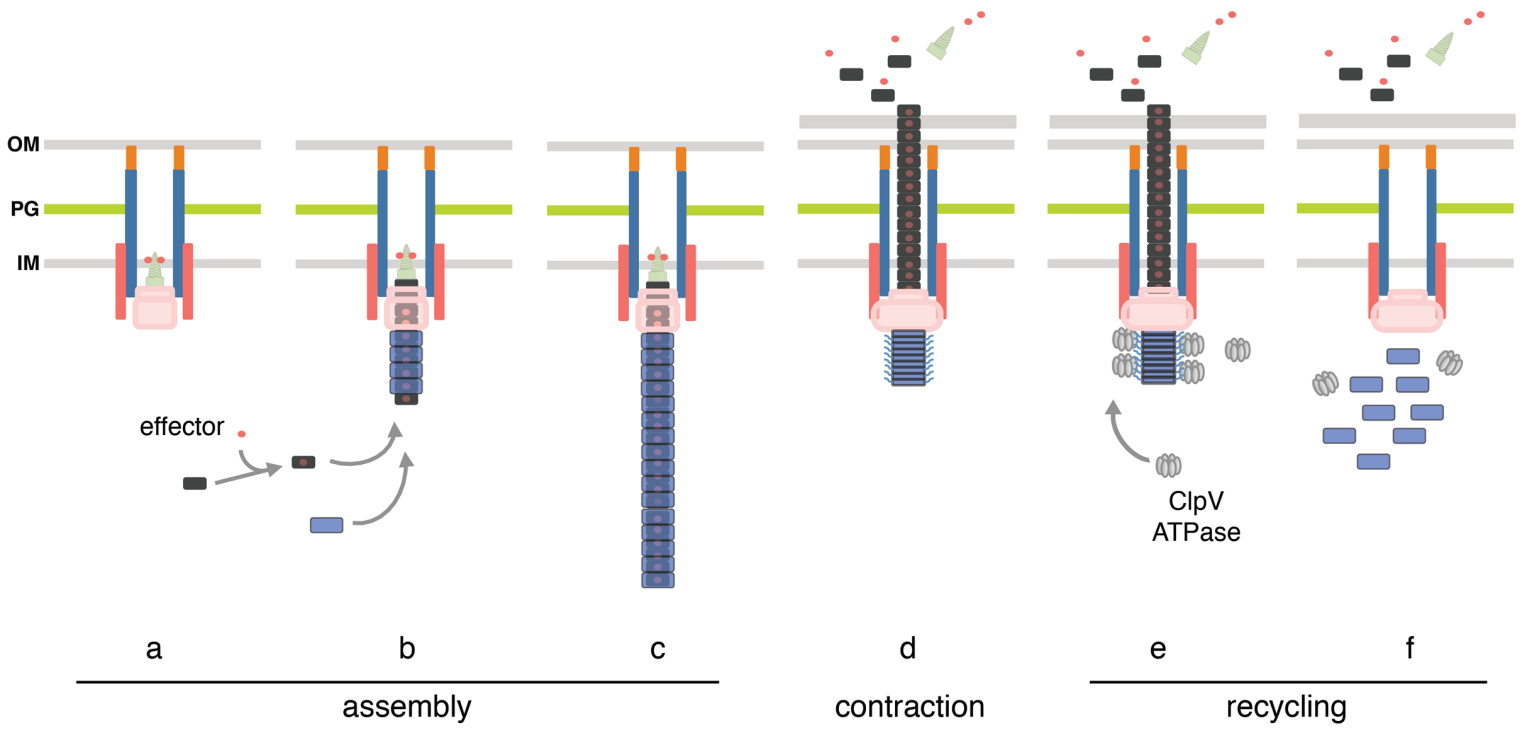 OM
PG
IM
effector
ClpV
ATPase
a b c d e f
assembly contraction recycling